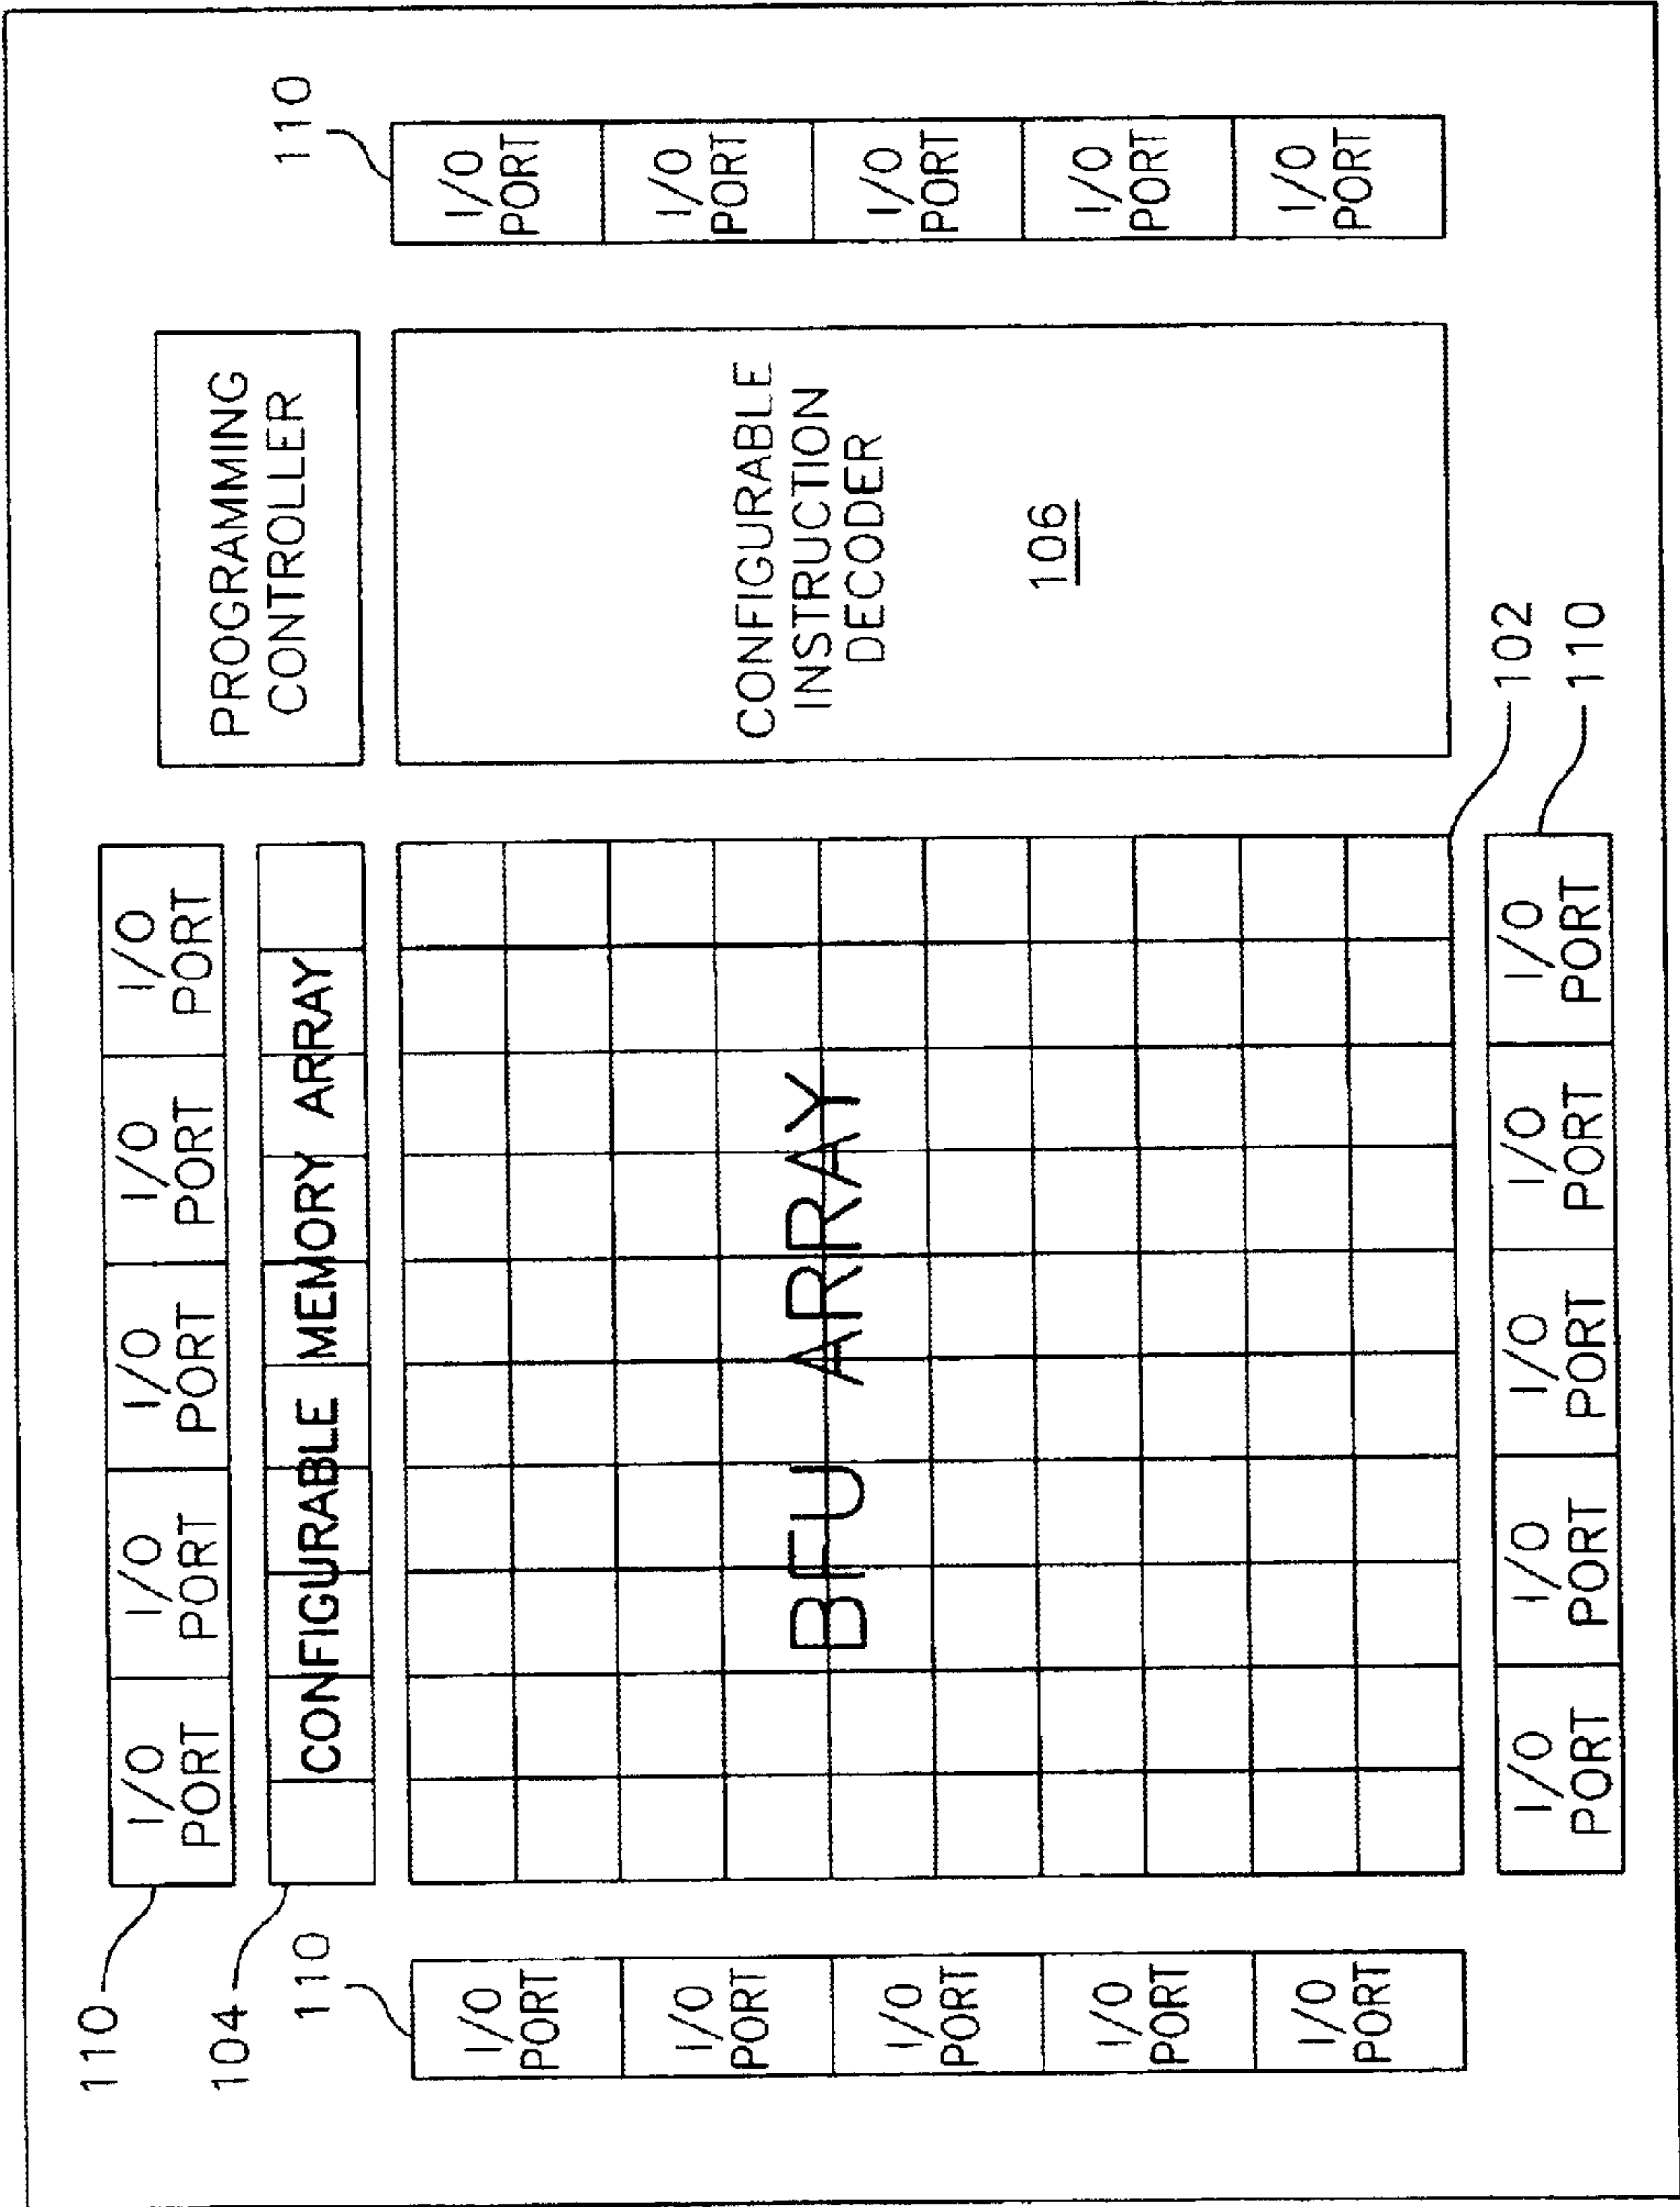 110
I/O
PORT
I/O
PORT
I/O
PORT
I/O
PORT
I/O
PORT
104
CONFIGURABLE MEMORY ARRAY
PROGRAMMING
CONTROLLER
110
I/O
PORT
I/O
PORT
I/O
PORT
I/O
PORT
I/O
PORT
BFU ARRAY
CONFIGURABLE
INSTRUCTION
DECODER
106
110
I/O
PORT
I/O
PORT
I/O
PORT
I/O
PORT
I/O
PORT
102
I/O
PORT
I/O
PORT
I/O
PORT
I/O
PORT
I/O
PORT
110